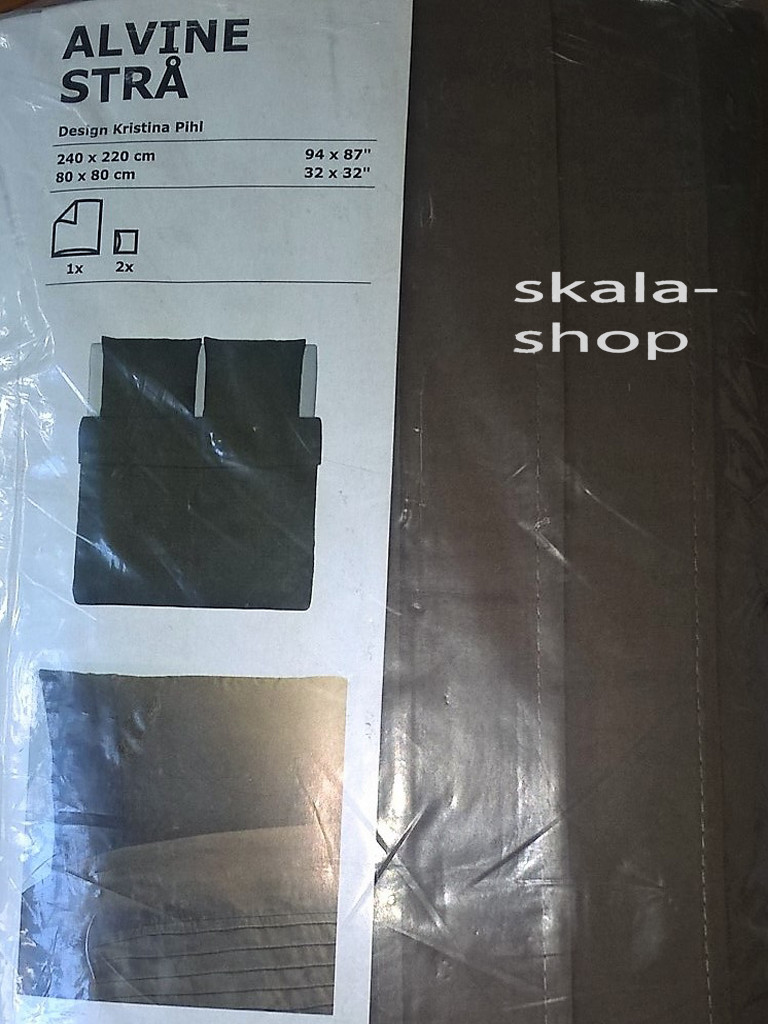 ALVINE
STRÅ
Design Kristina Pihl
240 x 220 cm 94 x 87"
80 x 80 cm 32 x 32"
1x 2x
skala-
shop